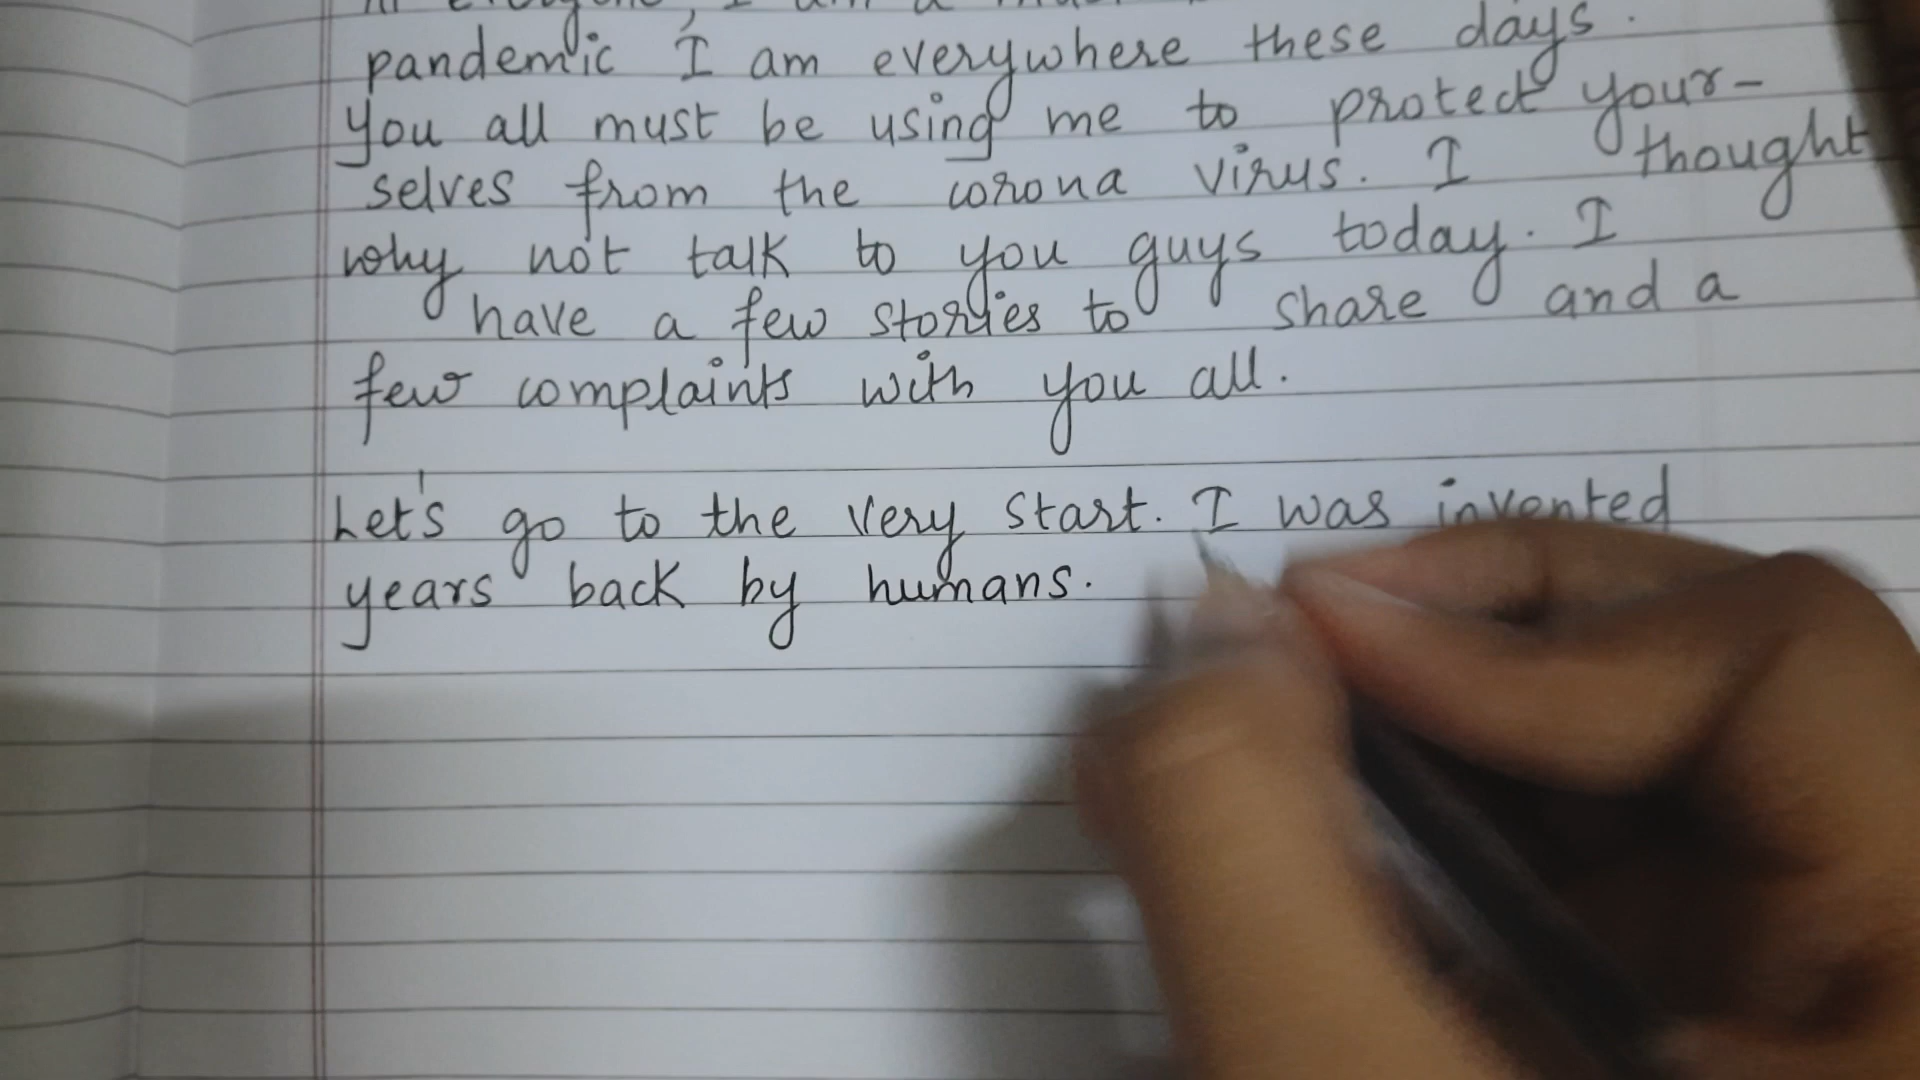 everyone, I am a
pandemic I am everywhere these days.
you all must be using me to protect your-
selves from the corona virus. I thought
why not talk to you guys today. I
have a few stories to share and a
few complaints with you all.
Let's go to the very start. I was invented
years back by humans.